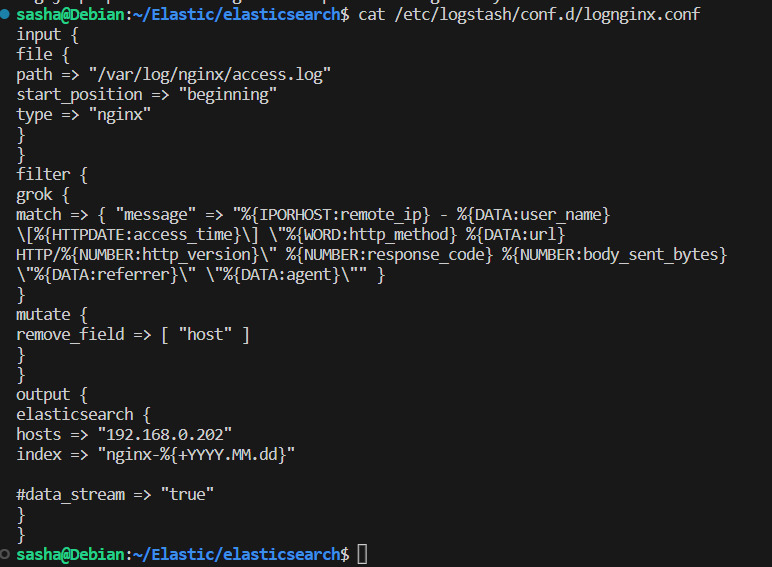 sasha@Debian:~/Elastic/elasticsearch$ cat /etc/logstash/conf.d/lognginx.conf
input {
file {
path => "/var/log/nginx/access.log"
start_position => "beginning"
type => "nginx"
}
}
filter {
grok {
match => { "message" => "%{IPORHOST:remote_ip} - %{DATA:user_name}
\[%{HTTPDATE:access_time}\] \"%{WORD:http_method} %{DATA:url}
HTTP/%{NUMBER:http_version}\" %{NUMBER:response_code} %{NUMBER:body_sent_bytes}
\"%{DATA:referrer}\" \"%{DATA:agent}\"" }
}
mutate {
remove_field => [ "host" ]
}
}
output {
elasticsearch {
hosts => "192.168.0.202"
index => "nginx-%{+YYYY.MM.dd}"
#data_stream => "true"
}
}
sasha@Debian:~/Elastic/elasticsearch$